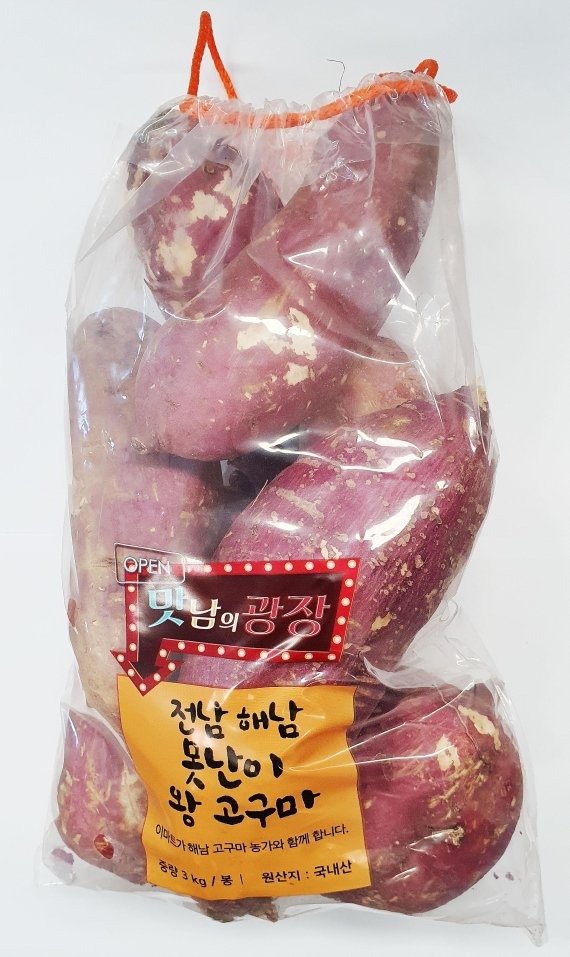 OPEN
맛남의 광장
전남 해남
못난이
왕 고구마
이마트가 해남 고구마 농가와 함께 합니다.
중량 3 kg / 봉 | 원산지 : 국내산